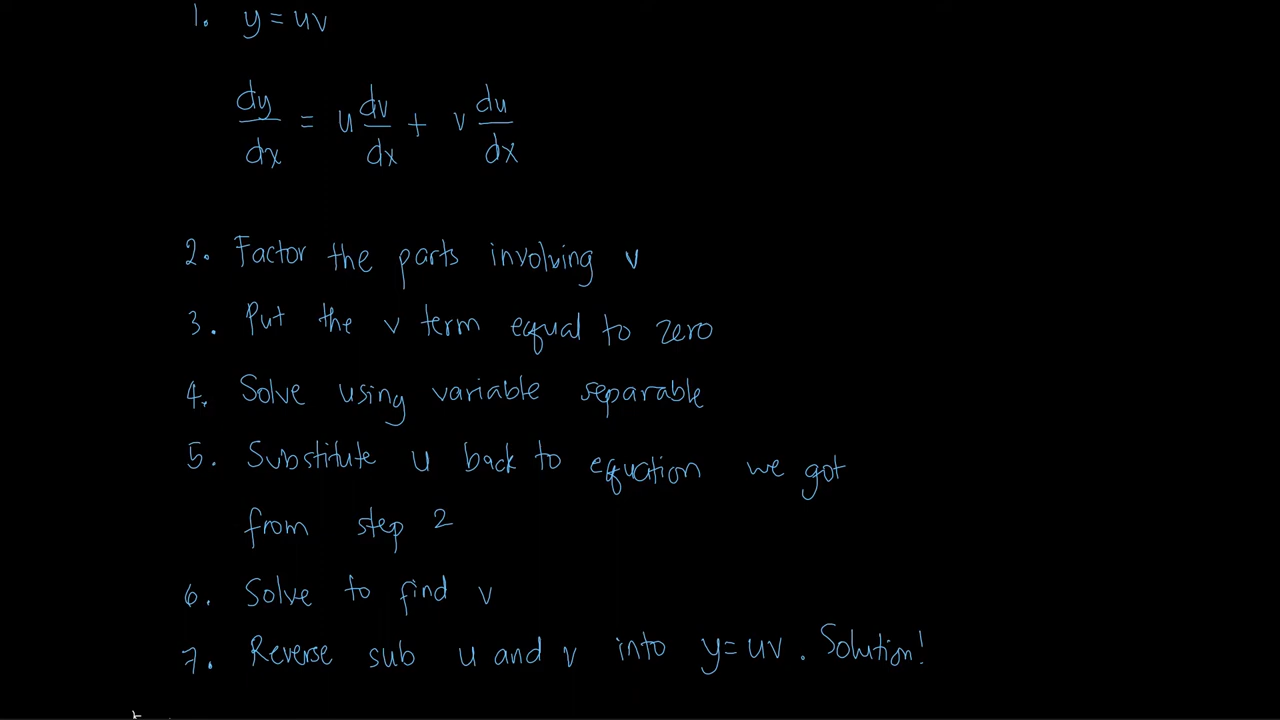 1. y = uv
dy/dx = u dv/dx + v du/dx
2. Factor the parts involving v
3. Put the v term equal to zero
4. Solve using variable separable
5. Substitute u back to equation we got
from step 2
6. Solve to find v
7. Reverse sub u and v into y=uv. Solution!